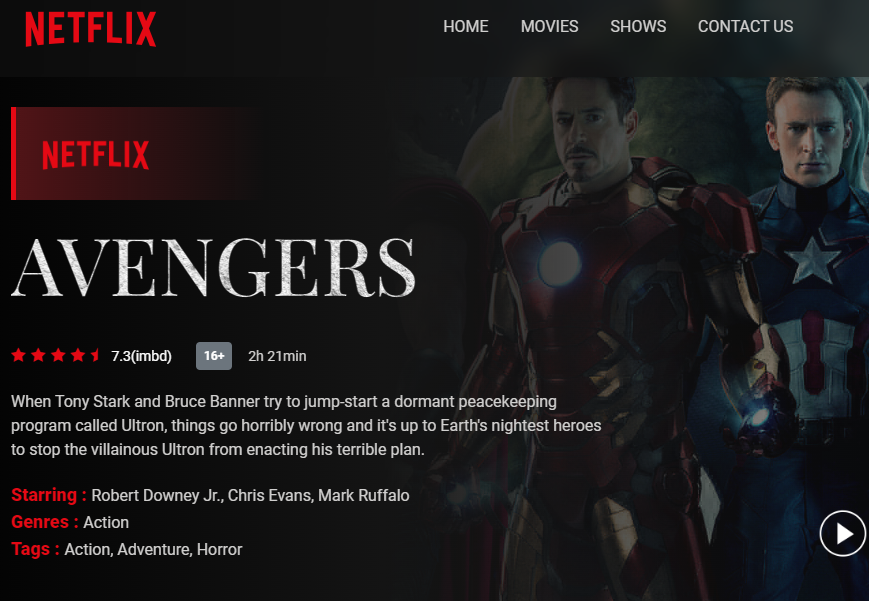 NETFLIX
HOME MOVIES SHOWS CONTACT US
NETFLIX
AVENGERS
7.3(imbd) 16+ 2h 21min
When Tony Stark and Bruce Banner try to jump-start a dormant peacekeeping
program called Ultron, things go horribly wrong and it's up to Earth's nightest heroes
to stop the villainous Ultron from enacting his terrible plan.
Starring : Robert Downey Jr., Chris Evans, Mark Ruffalo
Genres : Action
Tags : Action, Adventure, Horror